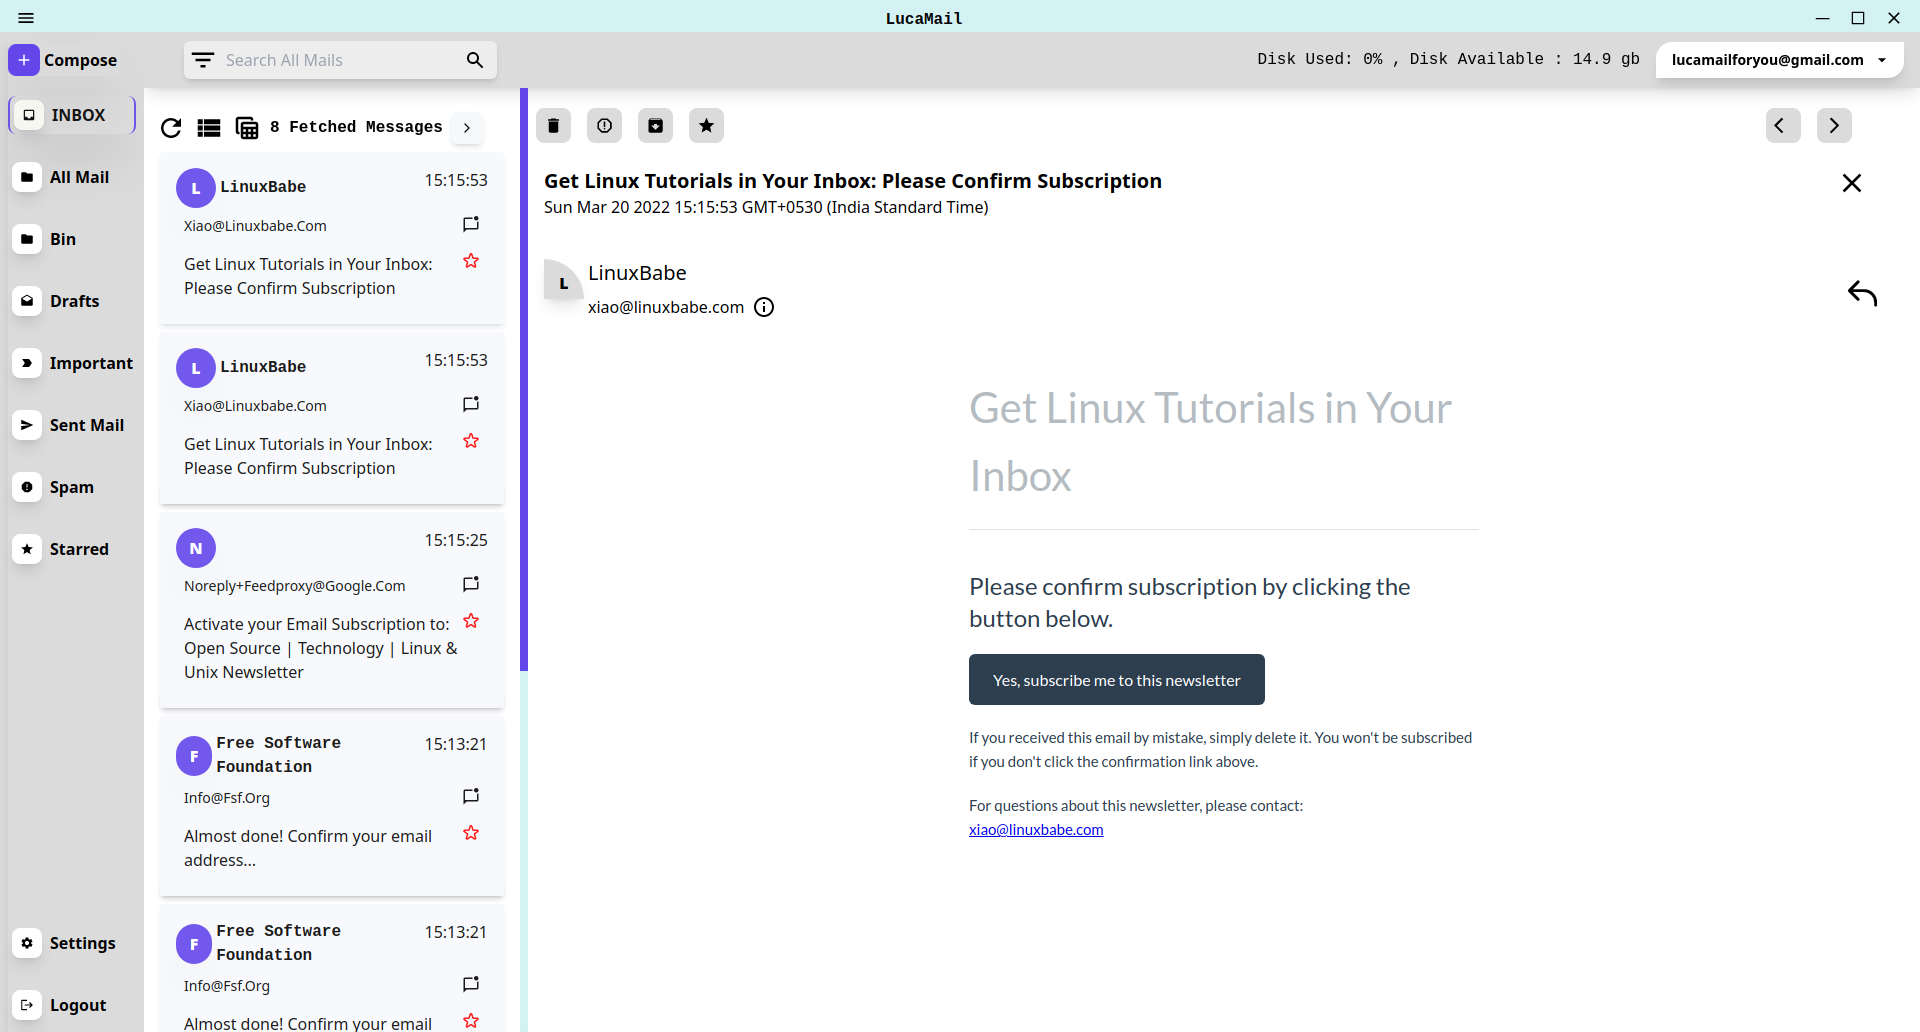 LucaMail
Compose
Search All Mails
Disk Used: 0% , Disk Available : 14.9 gb
lucamailforyou@gmail.com
INBOX
All Mail
Bin
Drafts
Important
Sent Mail
Spam
Starred
Settings
Logout
8 Fetched Messages
L
LinuxBabe
15:15:53
Xiao@Linuxbabe.Com
Get Linux Tutorials in Your Inbox:
Please Confirm Subscription
L
LinuxBabe
15:15:53
Xiao@Linuxbabe.Com
Get Linux Tutorials in Your Inbox:
Please Confirm Subscription
N
15:15:25
Noreply+Feedproxy@Google.Com
Activate your Email Subscription to:
Open Source | Technology | Linux &
Unix Newsletter
F
Free Software
Foundation
15:13:21
Info@Fsf.Org
Almost done! Confirm your email
address...
F
Free Software
Foundation
15:13:21
Info@Fsf.Org
Almost done! Confirm your email
Get Linux Tutorials in Your Inbox: Please Confirm Subscription
Sun Mar 20 2022 15:15:53 GMT+0530 (India Standard Time)
L
LinuxBabe
xiao@linuxbabe.com
Get Linux Tutorials in Your
Inbox
Please confirm subscription by clicking the
button below.
Yes, subscribe me to this newsletter
If you received this email by mistake, simply delete it. You won't be subscribed
if you don't click the confirmation link above.
For questions about this newsletter, please contact:
xiao@linuxbabe.com